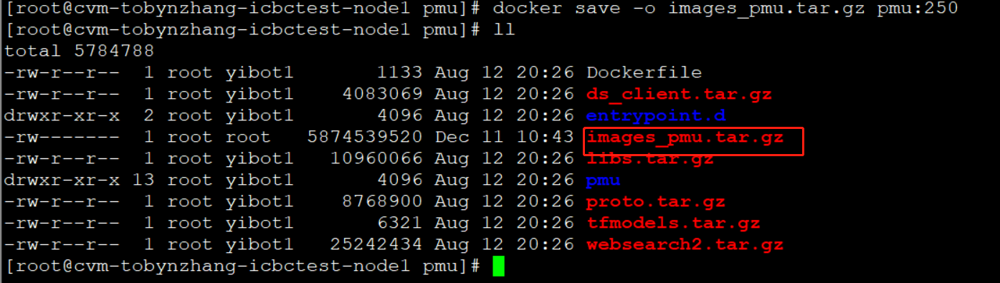 [root@cvm-tobynzhang-icbctest-node1 pmu]# docker save -o images_pmu.tar.gz pmu:250
[root@cvm-tobynzhang-icbctest-node1 pmu]# ll
total 5784788
-rw-r--r-- 1 root yibot1 1133 Aug 12 20:26 Dockerfile
-rw-r--r-- 1 root yibot1 4083069 Aug 12 20:26 ds_client.tar.gz
drwxr-xr-x 2 root yibot1 4096 Aug 12 20:26 entrypoint.d
-rw------- 1 root root 5874539520 Dec 11 10:43 images_pmu.tar.gz
-rw-r--r-- 1 root yibot1 10960066 Aug 12 20:26 libs.tar.gz
drwxr-xr-x 13 root yibot1 4096 Aug 12 20:26 pmu
-rw-r--r-- 1 root yibot1 8768900 Aug 12 20:26 proto.tar.gz
-rw-r--r-- 1 root yibot1 6321 Aug 12 20:26 tfmodels.tar.gz
-rw-r--r-- 1 root yibot1 25242434 Aug 12 20:26 websearch2.tar.gz
[root@cvm-tobynzhang-icbctest-node1 pmu]#